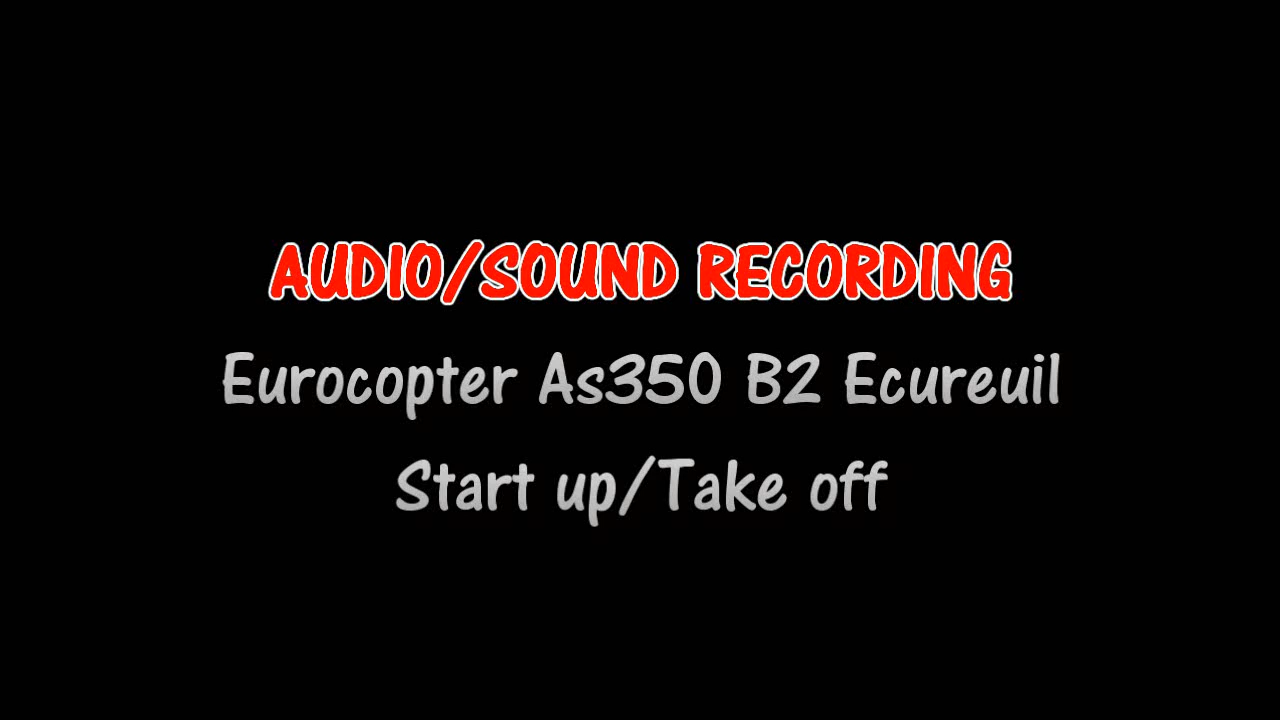 AUDIO/SOUND RECORDING
Eurocopter As350 B2 Ecureuil
Start up/Take off